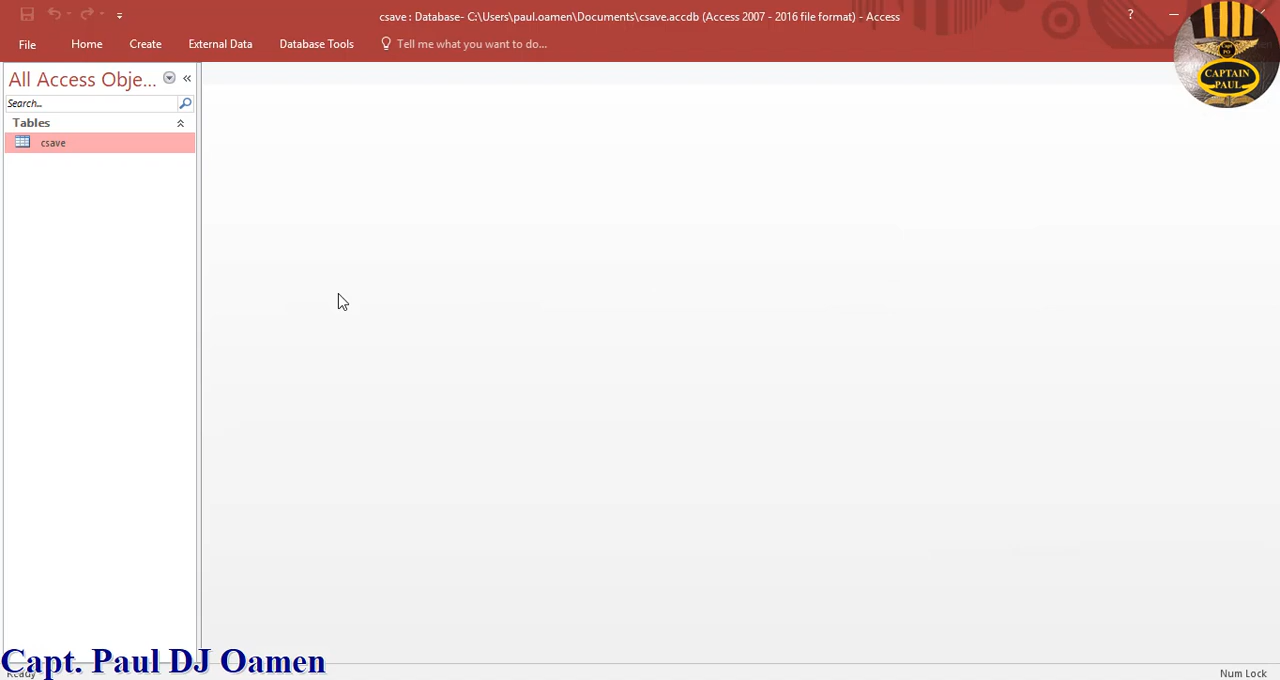 csave : Database- C:\Users\paul.oamen\Documents\csave.accdb (Access 2007 - 2016 file format) - Access
?
File Home Create External Data Database Tools Tell me what you want to do...
CAPTAIN
PAUL
All Access Obje... «
Search...
Tables
csave
Capt. Paul DJ Oamen
Ready
Num Lock